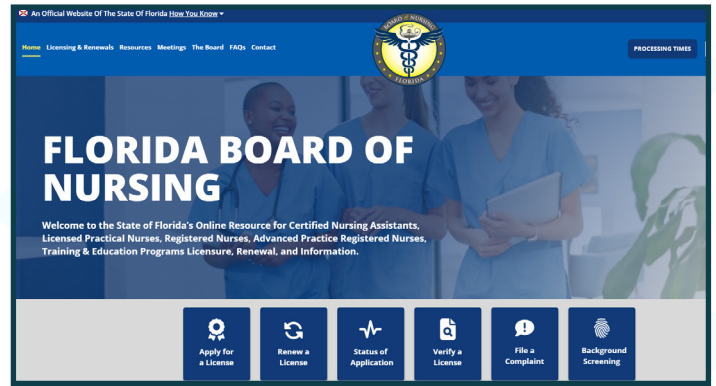 An Official Website Of The State Of Florida How You Know
BOARD OF NURSING
FLORIDA
Home Licensing & Renewals Resources Meetings The Board FAQs Contact
PROCESSING TIMES
FLORIDA BOARD OF
NURSING
Welcome to the State of Florida's Online Resource for Certified Nursing Assistants,
Licensed Practical Nurses, Registered Nurses, Advanced Practice Registered Nurses,
Training & Education Programs Licensure, Renewal, and Information.
Apply for
a License
Renew a
License
Status of
Application
Verify a
License
File a
Complaint
Background
Screening